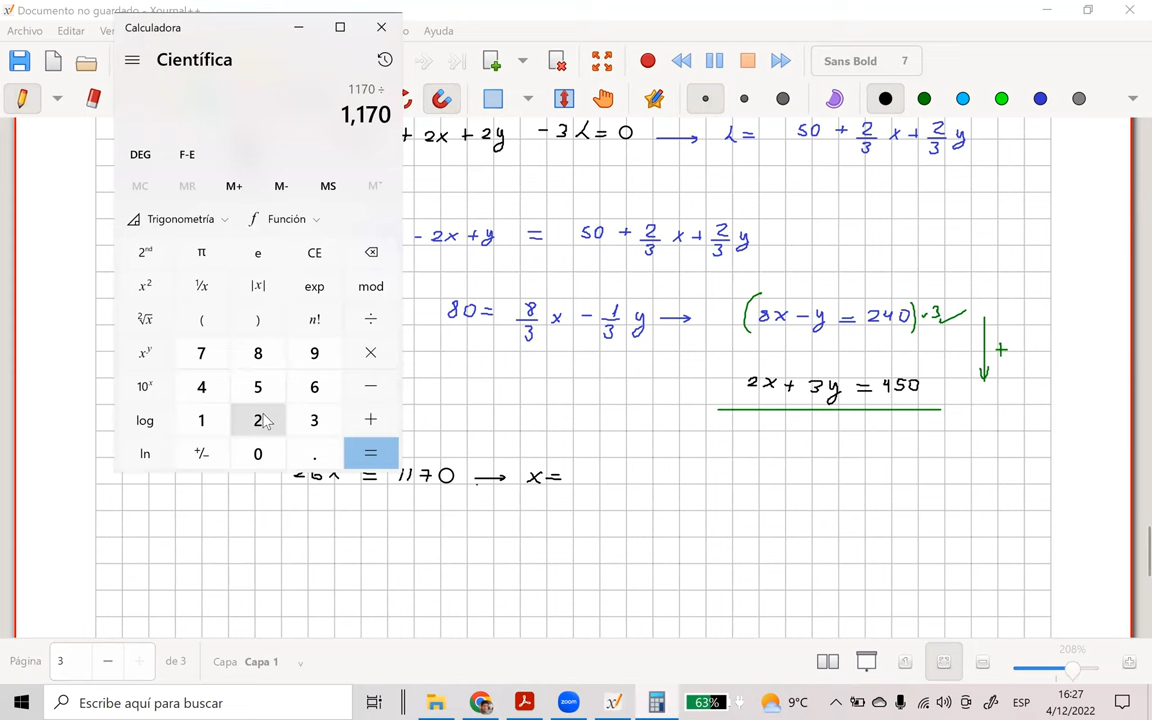 Documento no guardado - Xournal++
Archivo Editar Ver Ayuda
Calculadora
Científica
1170 ÷
1,170
DEG F-E
MC MR M+ M- MS M˅
Trigonometría f Función
2nd π e CE
x² ¹/x |x| exp mod
²√x ( ) n! ÷
xʸ 7 8 9 ×
10ˣ 4 5 6 −
log 1 2 3 +
ln +/− 0 . =
Sans Bold 7
+ 2x + 2y - 3λ = 0 → λ = 50 + 2/3 x + 2/3 y
- 2x + y = 50 + 2/3 x + 2/3 y
80 = 8/3 x - 1/3 y → (8x - y = 240) · 3 ✓
+
2x + 3y = 450
26x = 1170 → x =
Página 3 de 3 Capa Capa 1
208%
Escribe aquí para buscar
zoom
63%
9°C
ESP
16:27
4/12/2022